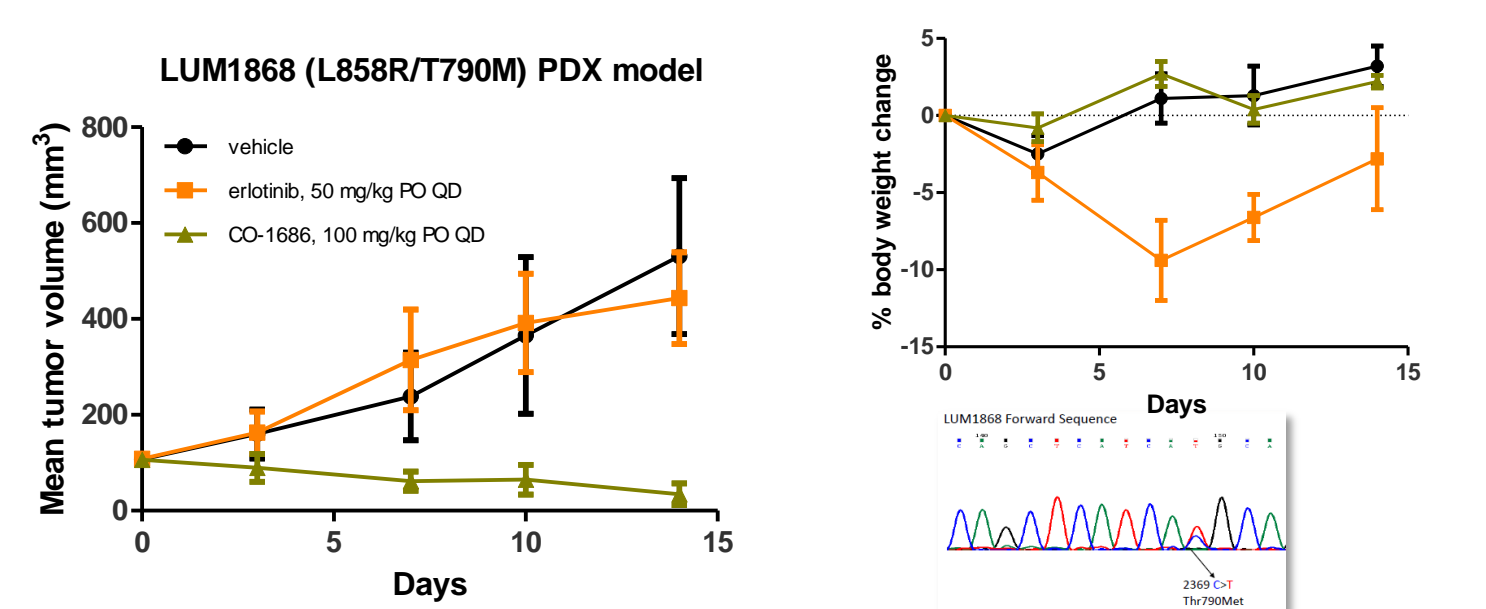 LUM1868 (L858R/T790M) PDX model
Mean tumor volume (mm³)
800
600
400
200
0
vehicle
erlotinib, 50 mg/kg PO QD
CO-1686, 100 mg/kg PO QD
0 5 10 15
Days
% body weight change
5
0
-5
-10
-15
0 5 10 15
Days
LUM1868 Forward Sequence
140 150
C A G C T C A T C A T G C A
2369 C>T
Thr790Met